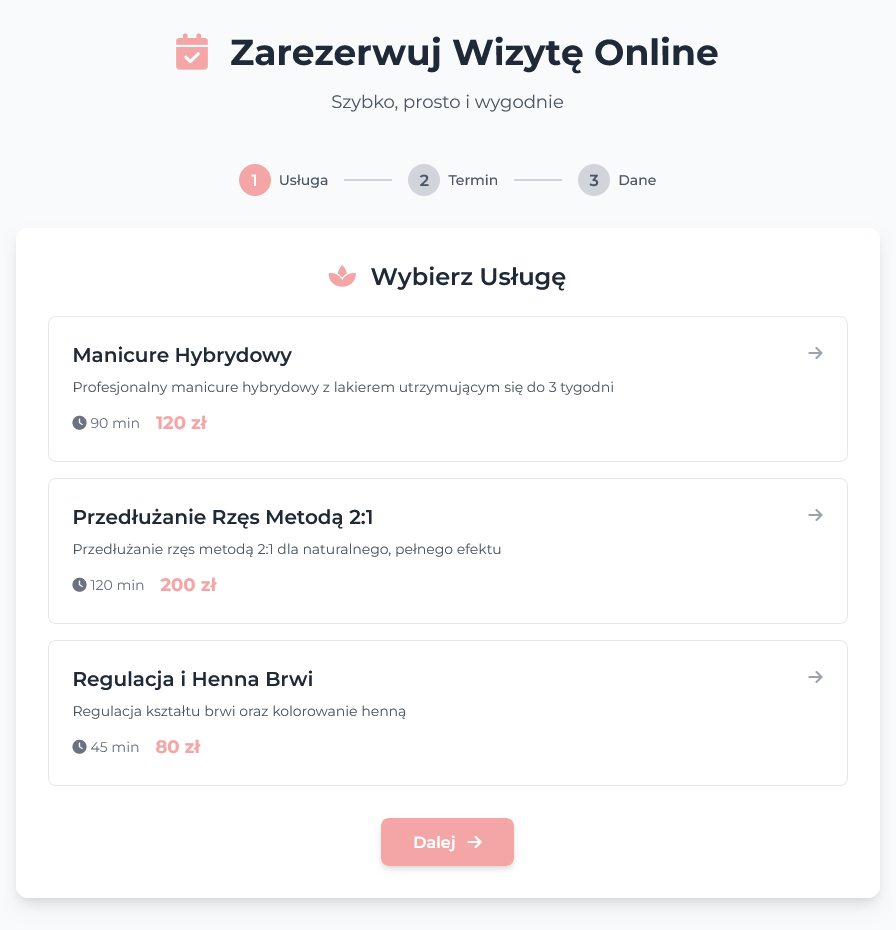 Zarezerwuj Wizytę Online
Szybko, prosto i wygodnie
1 Usługa 2 Termin 3 Dane
Wybierz Usługę
Manicure Hybrydowy
Profesjonalny manicure hybrydowy z lakierem utrzymującym się do 3 tygodni
90 min 120 zł
Przedłużanie Rzęs Metodą 2:1
Przedłużanie rzęs metodą 2:1 dla naturalnego, pełnego efektu
120 min 200 zł
Regulacja i Henna Brwi
Regulacja kształtu brwi oraz kolorowanie henną
45 min 80 zł
Dalej